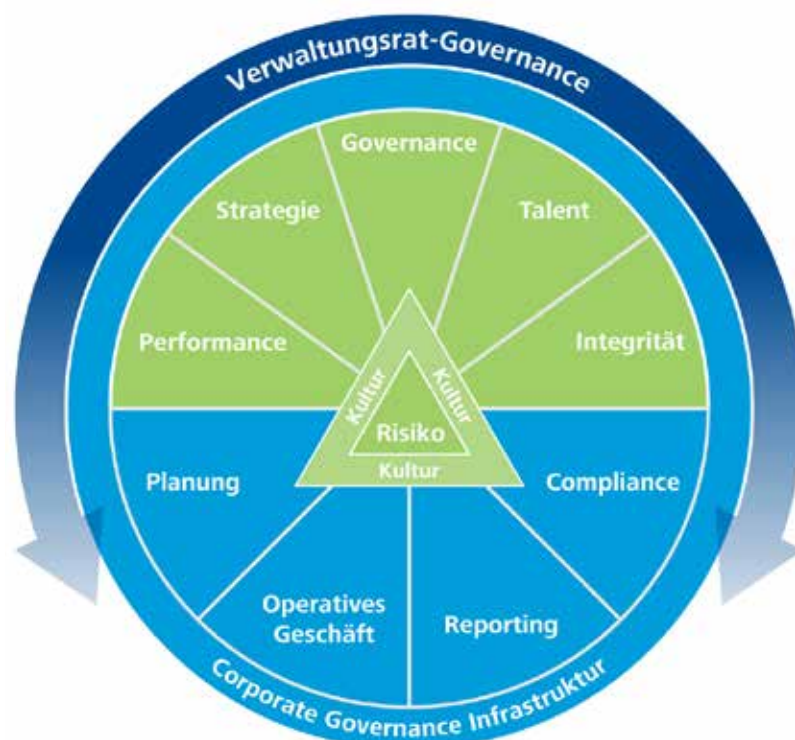 Verwaltungsrat-Governance
Governance
Strategie
Talent
Performance
Integrität
Kultur
Kultur
Risiko
Kultur
Planung
Compliance
Operatives
Geschäft
Reporting
Corporate Governance Infrastruktur